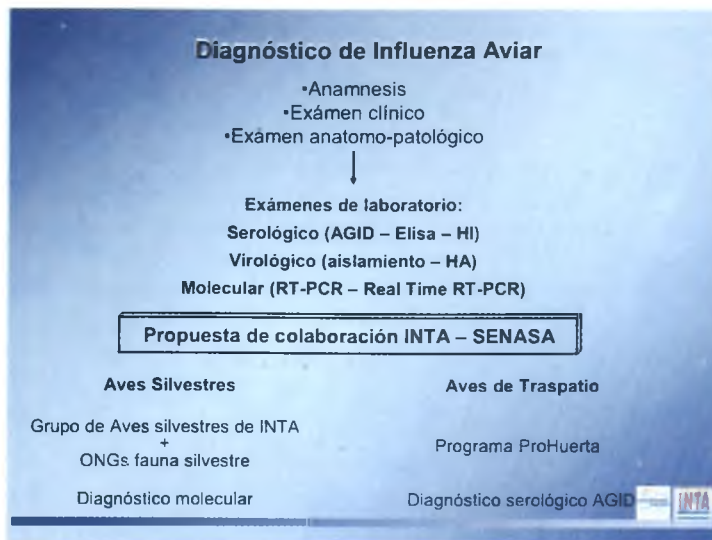 Diagnóstico de Influenza Aviar
•Anamnesis
•Exámen clínico
•Exámen anatomo-patológico
Exámenes de laboratorio:
Serológico (AGID – Elisa – HI)
Virológico (aislamiento – HA)
Molecular (RT-PCR – Real Time RT-PCR)
Propuesta de colaboración INTA – SENASA
Aves Silvestres
Grupo de Aves silvestres de INTA
+
ONGs fauna silvestre
Diagnóstico molecular
Aves de Traspatio
Programa ProHuerta
Diagnóstico serológico AGID
INTA